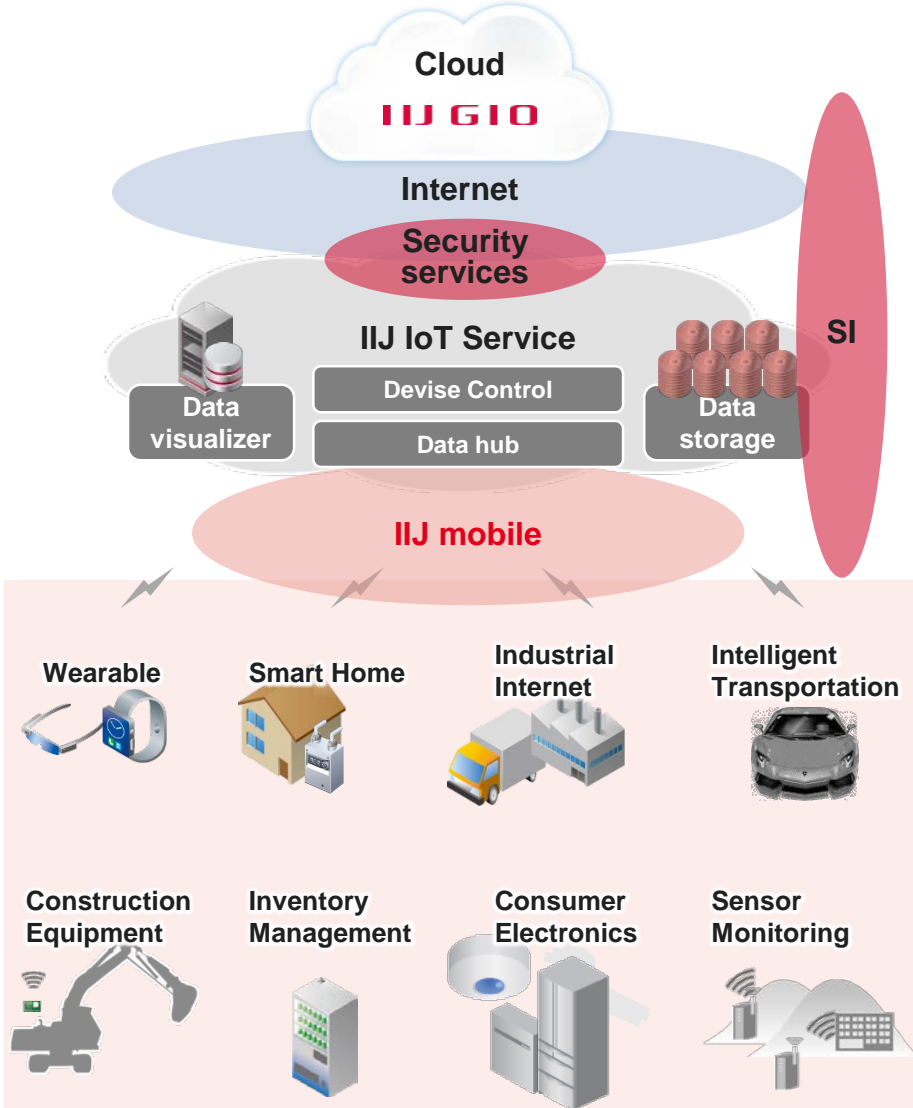 Cloud
IIJ GIO
Internet
Security
services
IIJ IoT Service
SI
Devise Control
Data
visualizer
Data hub
Data
storage
IIJ mobile
Wearable
Smart Home
Industrial
Internet
Intelligent
Transportation
Construction
Equipment
Inventory
Management
Consumer
Electronics
Sensor
Monitoring